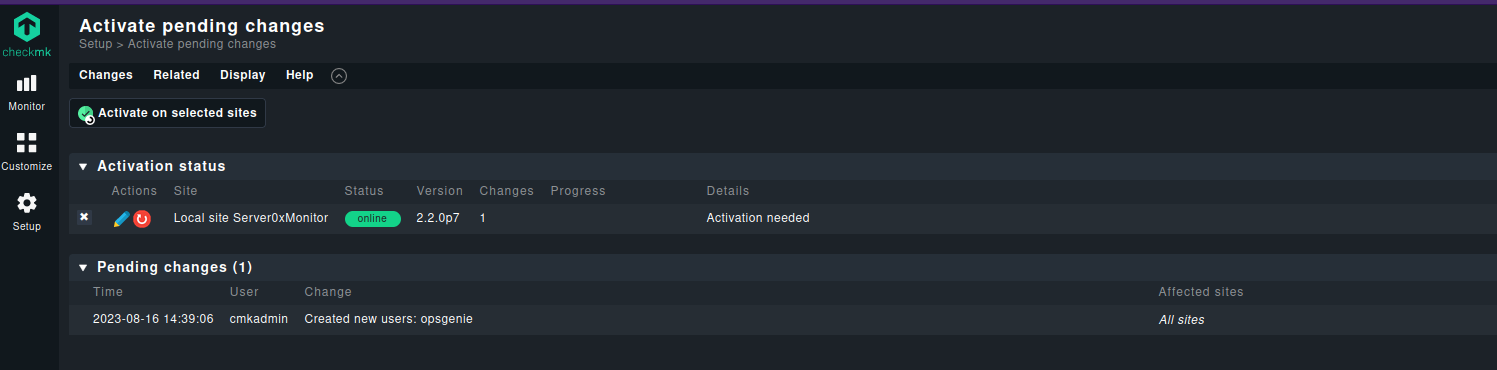 Activate pending changes
Setup > Activate pending changes
checkmk
Changes Related Display Help
Monitor
Activate on selected sites
Customize
Activation status
Actions Site Status Version Changes Progress Details
Local site Server0xMonitor online 2.2.0p7 1 Activation needed
Setup
Pending changes (1)
Time User Change Affected sites
2023-08-16 14:39:06 cmkadmin Created new users: opsgenie All sites